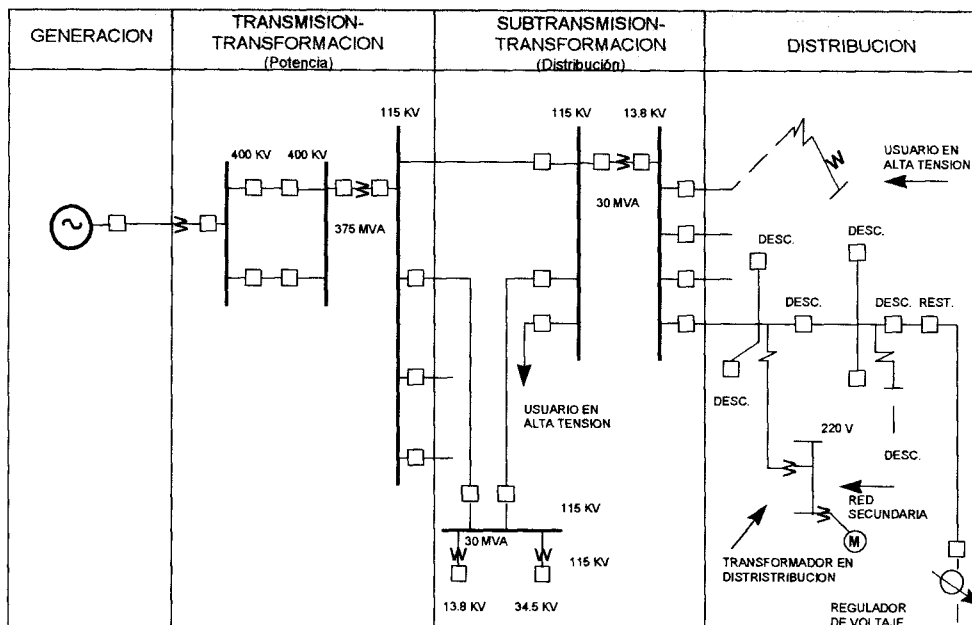 GENERACION
TRANSMISION-
TRANSFORMACION
(Potencia)
SUBTRANSMISION-
TRANSFORMACION
(Distribución)
DISTRIBUCION
115 KV
400 KV
400 KV
375 MVA
115 KV
13.8 KV
30 MVA
USUARIO EN
ALTA TENSION
USUARIO EN
ALTA TENSION
DESC.
DESC.
DESC.
DESC.
REST.
DESC.
DESC.
220 V
RED
SECUNDARIA
M
TRANSFORMADOR EN
DISTRISTRIBUCION
REGULADOR
DE VOLTAJE
115 KV
30 MVA
115 KV
13.8 KV
34.5 KV